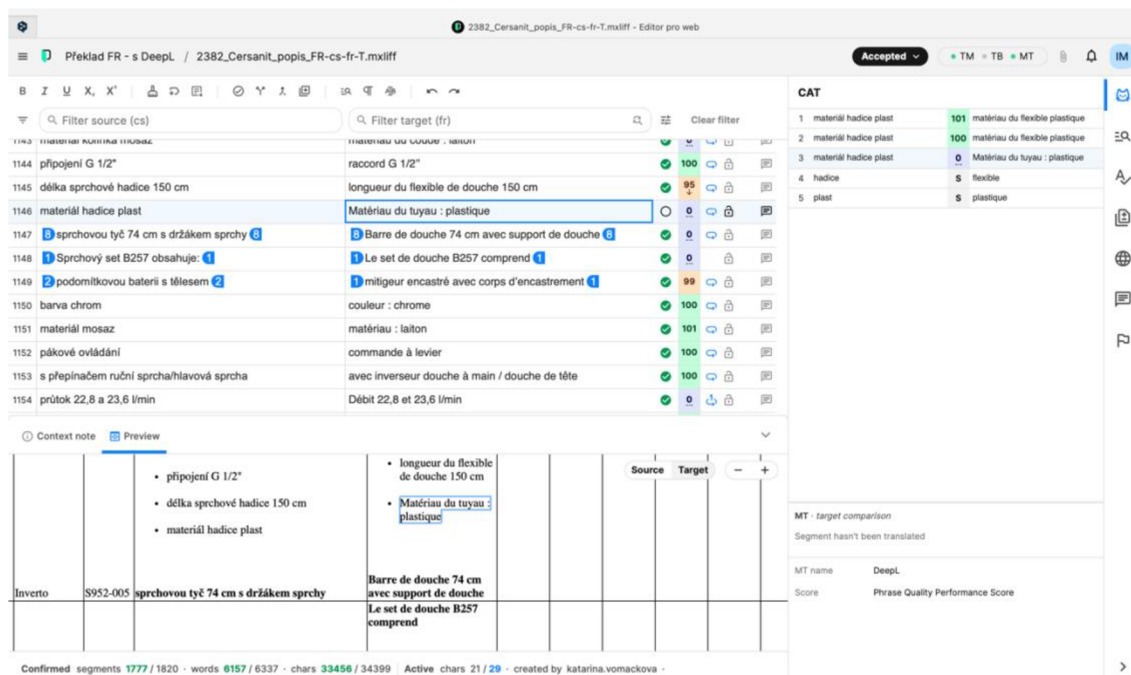 2382_Cersanit_popis_FR-cs-fr-T.mxliff - Editor pro web
Překlad FR - s DeepL / 2382_Cersanit_popis_FR-cs-fr-T.mxliff
Accepted
TM TB MT
IM
B I U X, X'
Filter source (cs) Filter target (fr) Clear filter
1143 materiál kolínka mosaz matériau du coude : laiton
1144 připojení G 1/2" raccord G 1/2" 100
1145 délka sprchové hadice 150 cm longueur du flexible de douche 150 cm 95
1146 materiál hadice plast Matériau du tuyau : plastique 0
1147 8 sprchovou tyč 74 cm s držákem sprchy 8 8 Barre de douche 74 cm avec support de douche 8 0
1148 1 Sprchový set B257 obsahuje: 1 1 Le set de douche B257 comprend 1 0
1149 2 podomítkovou baterii s tělesem 2 1 mitigeur encastré avec corps d'encastrement 1 99
1150 barva chrom couleur : chrome 100
1151 materiál mosaz matériau : laiton 101
1152 pákové ovládání commande à levier 100
1153 s přepínačem ruční sprcha/hlavová sprcha avec inverseur douche à main / douche de tête 100
1154 průtok 22,8 a 23,6 l/min Débit 22,8 et 23,6 l/min 0
CAT
1 materiál hadice plast 101 matériau du flexible plastique
2 materiál hadice plast 100 matériau du flexible plastique
3 materiál hadice plast 0 Matériau du tuyau : plastique
4 hadice S flexible
5 plast S plastique
Context note Preview
Source Target - +
• připojení G 1/2"
• délka sprchové hadice 150 cm
• materiál hadice plast
• longueur du flexible
de douche 150 cm
• Matériau du tuyau :
plastique
Inverto S952-005 sprchovou tyč 74 cm s držákem sprchy
Barre de douche 74 cm
avec support de douche
Le set de douche B257
comprend
MT - target comparison
Segment hasn't been translated
MT name DeepL
Score Phrase Quality Performance Score
Confirmed segments 1777 / 1820 · words 6157 / 6337 · chars 33456 / 34399 Active chars 21 / 29 · created by katarina.vomackova ·